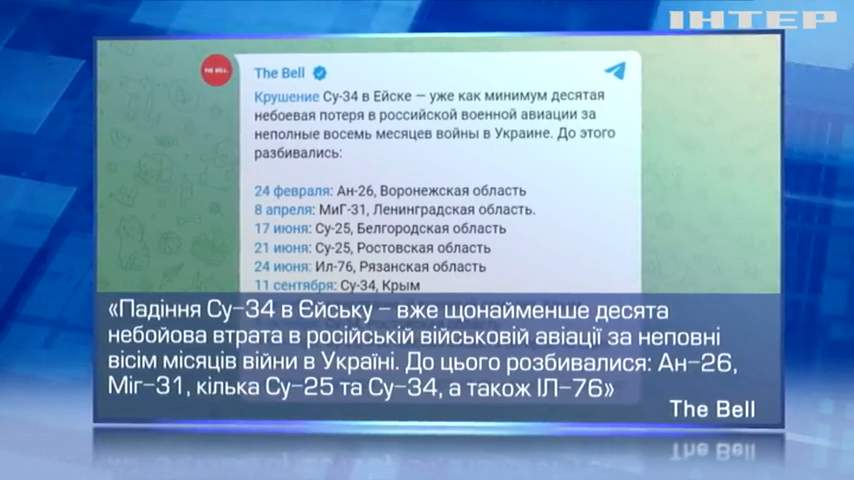 ІНТЕР
THE BELL
The Bell
Крушение Су-34 в Ейске — уже как минимум десятая
небоевая потеря в российской военной авиации за
неполные восемь месяцев войны в Украине. До этого
разбивались:
24 февраля: Ан-26, Воронежская область
8 апреля: МиГ-31, Ленинградская область.
17 июня: Су-25, Белгородская область
21 июня: Су-25, Ростовская область
24 июня: Ил-76, Рязанская область
11 сентября: Су-34, Крым
«Падіння Су-34 в Єйську – вже щонайменше десята
небойова втрата в російській військовій авіації за неповні
вісім місяців війни в Україні. До цього розбивалися: Ан-26,
Міг-31, кілька Су-25 та Су-34, а також ІЛ-76»
The Bell